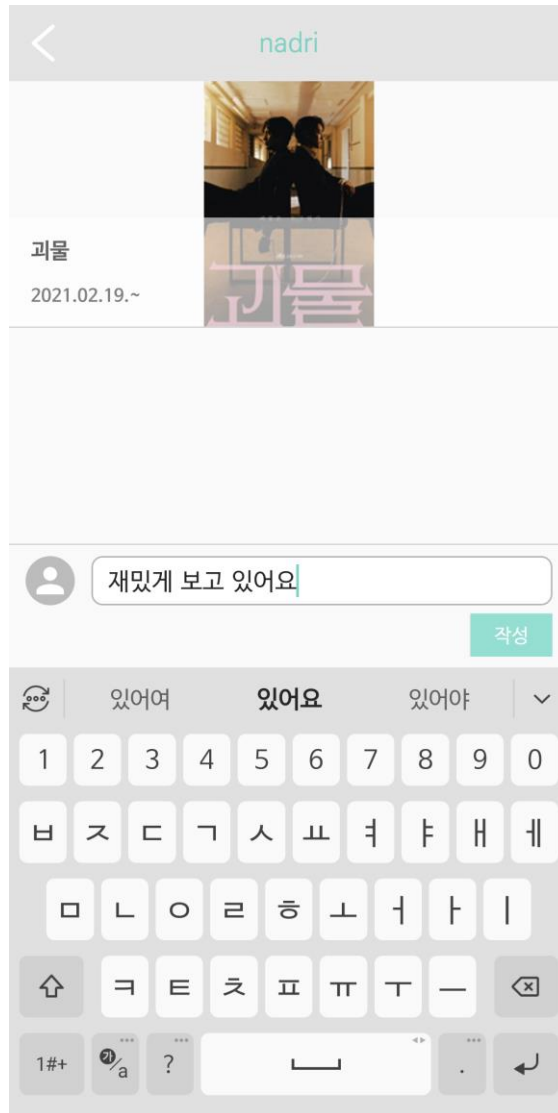 nadri
괴물
2021.02.19.~
괴물
재밌게 보고 있어요
작성
있어여 있어요 있어야
1 2 3 4 5 6 7 8 9 0
ㅂ ㅈ ㄷ ㄱ ㅅ ㅛ ㅕ ㅑ ㅐ ㅔ
ㅁ ㄴ ㅇ ㄹ ㅎ ㅗ ㅓ ㅏ ㅣ
ㅋ ㅌ ㅊ ㅍ ㅠ ㅜ ㅡ
1#+ 가/a ? .